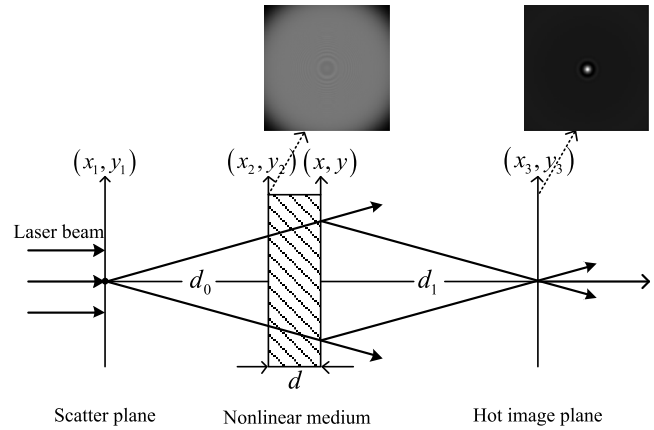 (x₁, y₁)
(x₂, y₂)
(x, y)
(x₃, y₃)
Laser beam
d₀
d₁
d
Scatter plane
Nonlinear medium
Hot image plane